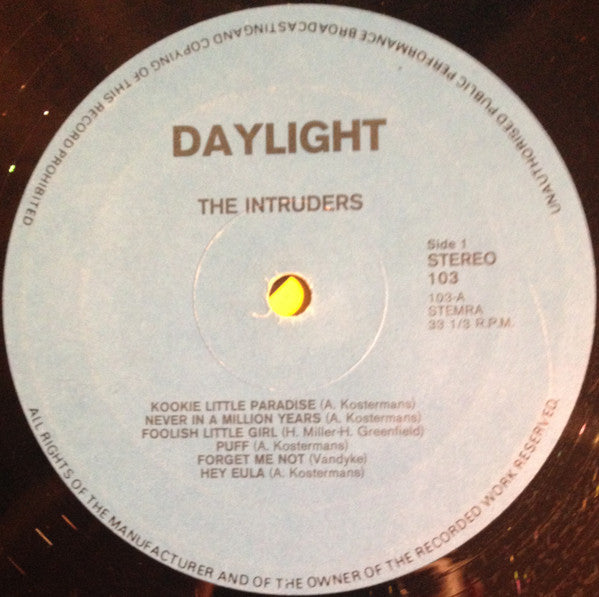 UNAUTHORISED PUBLIC PERFORMANCE BROADCASTING AND COPYING OF THIS RECORD PROHIBITED
DAYLIGHT
THE INTRUDERS
Side 1
STEREO
103
103-A
STEMRA
33 1/3 R.P.M.
KOOKIE LITTLE PARADISE (A. Kostermans)
NEVER IN A MILLION YEARS (A. Kostermans)
FOOLISH LITTLE GIRL (H. Miller-H. Greenfield)
PUFF (A. Kostermans)
FORGET ME NOT (Vandyke)
HEY EULA (A. Kostermans)
ALL RIGHTS OF THE MANUFACTURER AND OF THE OWNER OF THE RECORDED WORK RESERVED.